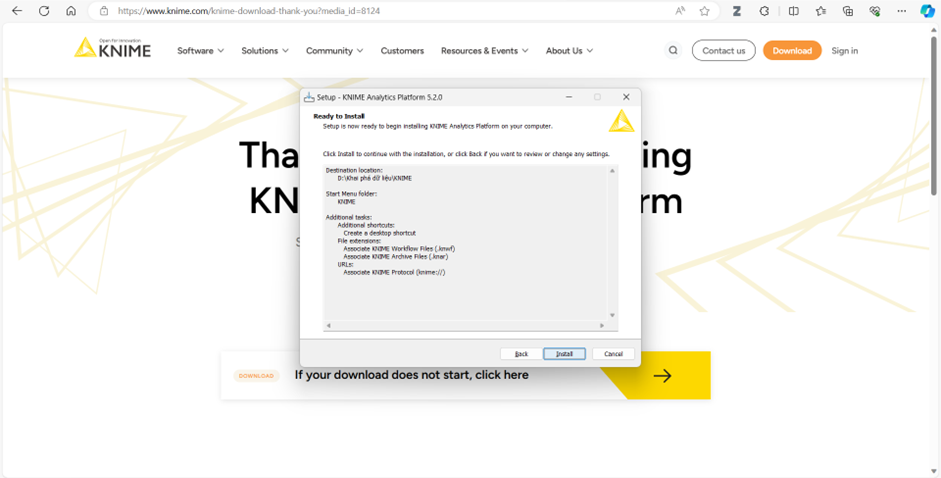 https://www.knime.com/knime-download-thank-you?media_id=8124
Open for Innovation
KNIME
Software
Solutions
Community
Customers
Resources & Events
About Us
Contact us
Download
Sign in
Setup - KNIME Analytics Platform 5.2.0
Ready to Install
Setup is now ready to begin installing KNIME Analytics Platform on your computer.
Click Install to continue with the installation, or click Back if you want to review or change any settings.
Destination location:
D:\Khai phá dữ liệu\KNIME
Start Menu folder:
KNIME
Additional tasks:
Additional shortcuts:
Create a desktop shortcut
File extensions:
Associate KNIME Workflow Files (.knwf)
Associate KNIME Archive Files (.knar)
URLs:
Associate KNIME Protocol (knime://)
Back
Install
Cancel
Tha
ing
KN
rm
S
DOWNLOAD
If your download does not start, click here